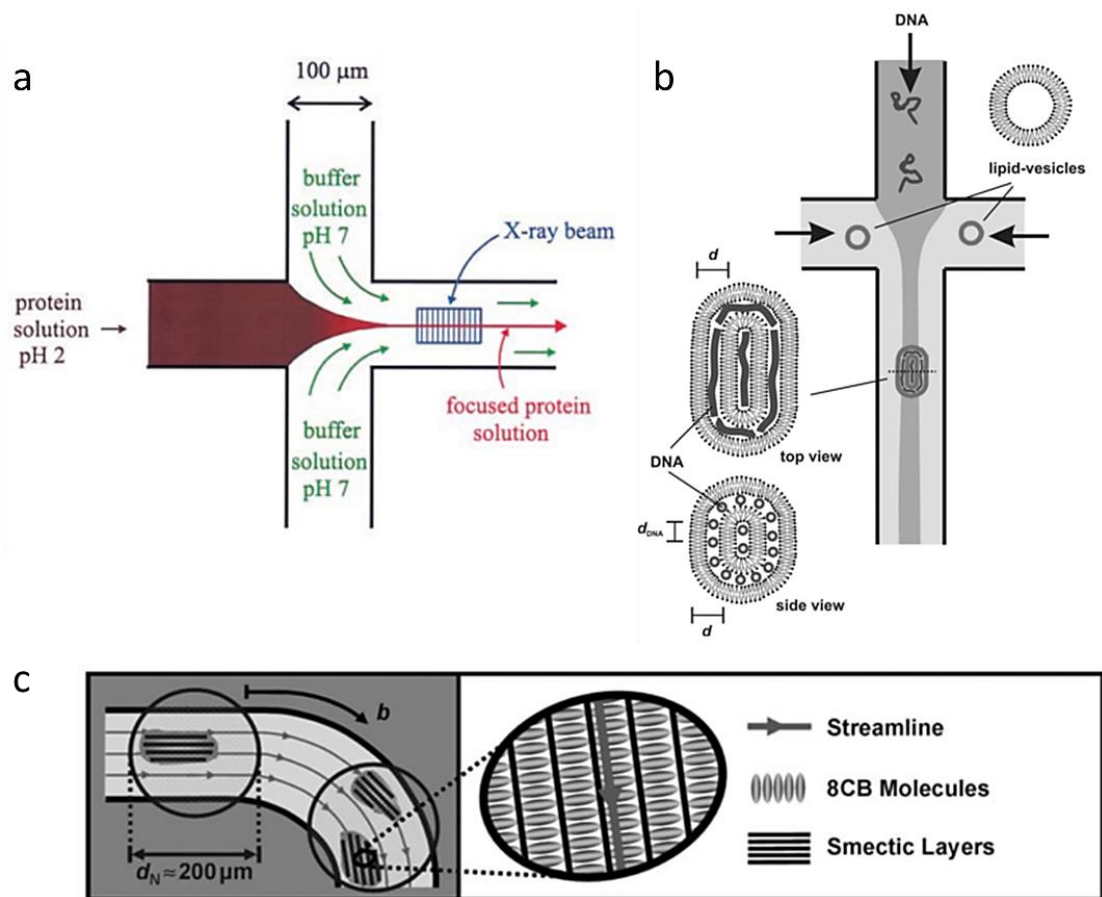 a
100 µm
buffer
solution
pH 7
X-ray beam
protein
solution
pH 2
focused protein
solution
buffer
solution
pH 7
b
DNA
lipid-vesicles
d
top view
DNA
d_DNA
side view
d
c
b
d_N ≈ 200 µm
Streamline
8CB Molecules
Smectic Layers